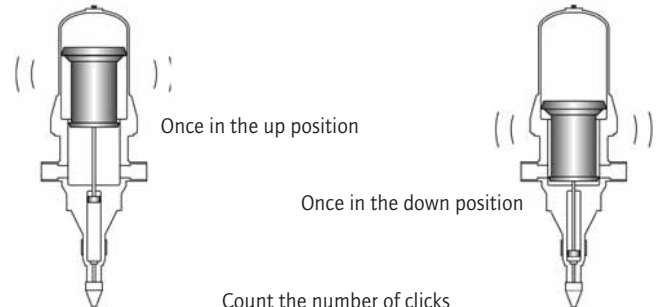 Once in the up position
Once in the down position
Count the number of clicks